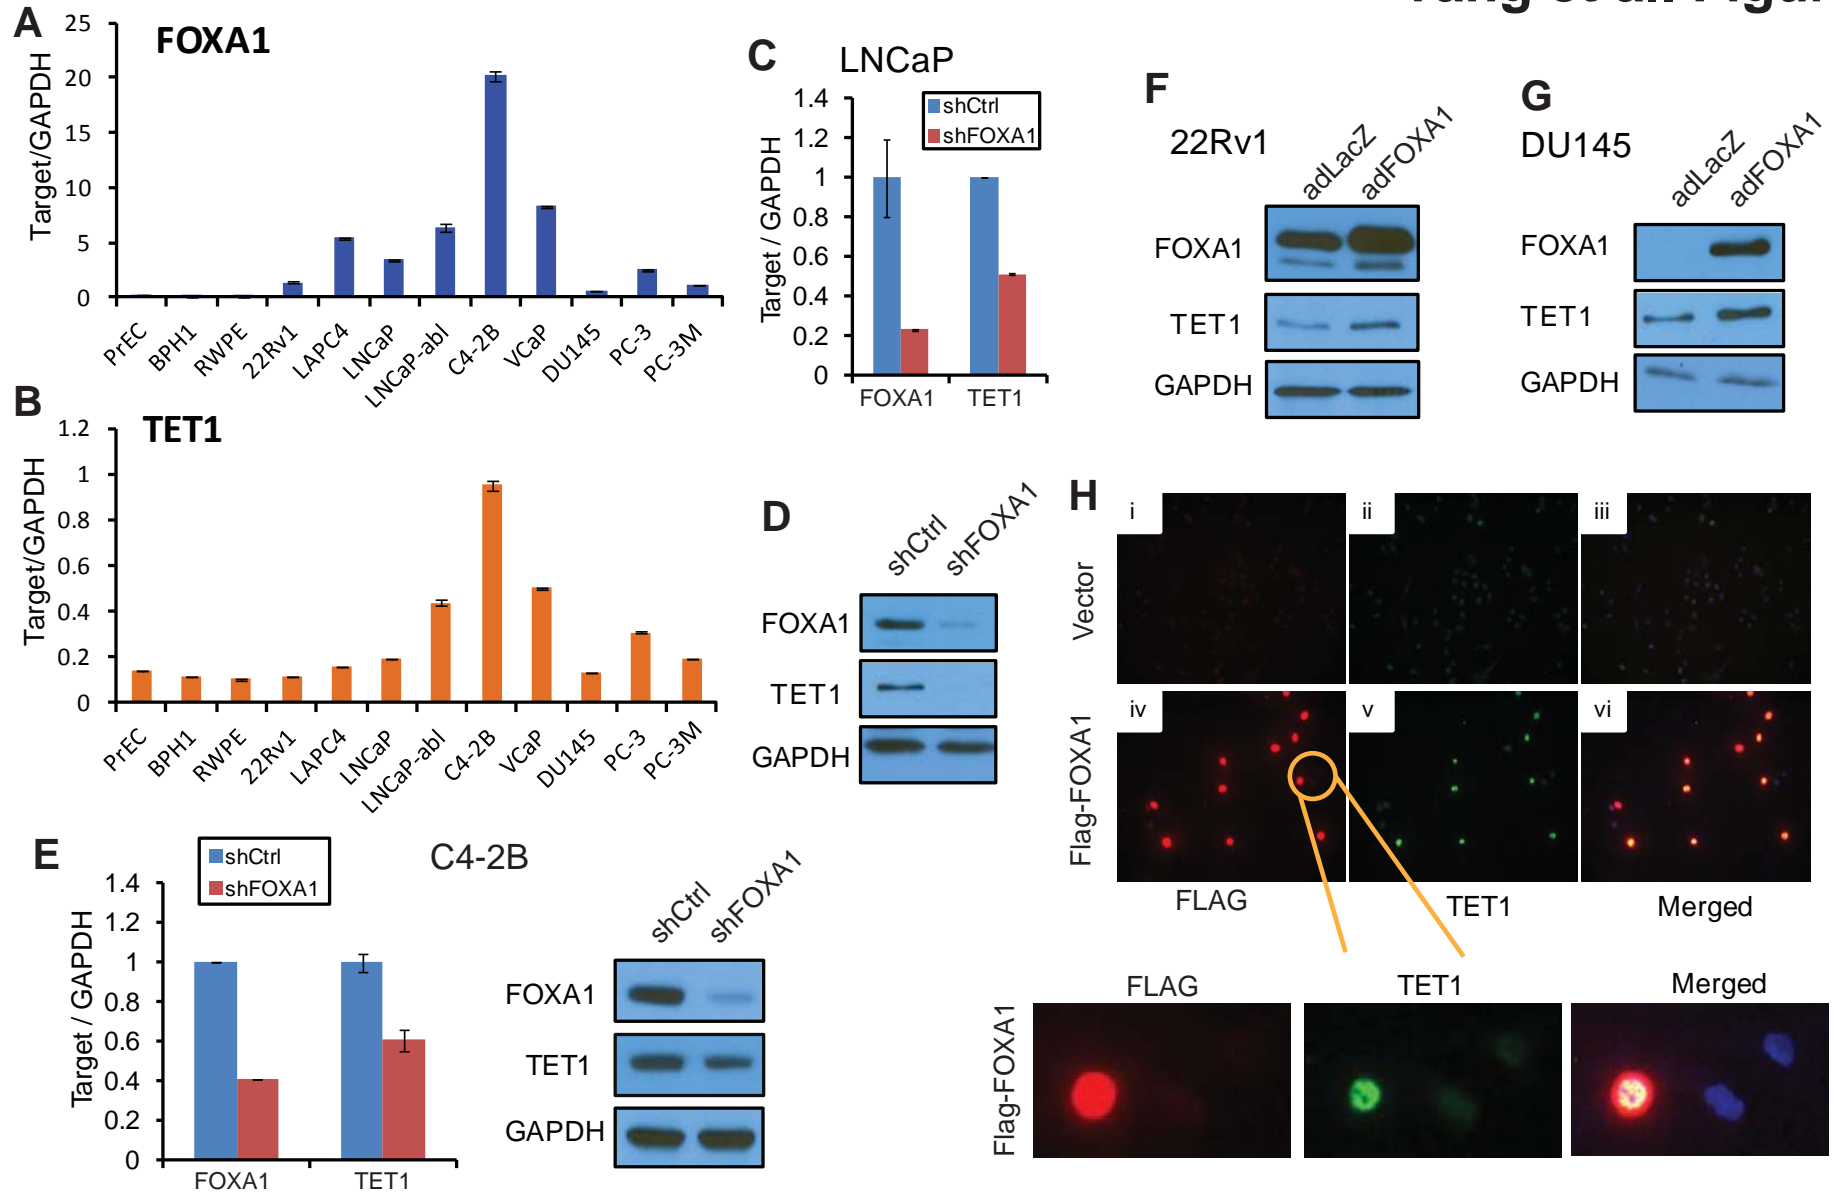 A
FOXA1
Target/GAPDH
25
20
15
10
5
0
PrEC
BPH1
RWPE
22Rv1
LAPC4
LNCaP
LNCaP-abl
C4-2B
VCaP
DU145
PC-3
PC-3M
B
TET1
Target/GAPDH
1.2
1
0.8
0.6
0.4
0.2
0
PrEC
BPH1
RWPE
22Rv1
LAPC4
LNCaP
LNCaP-abl
C4-2B
VCaP
DU145
PC-3
PC-3M
C
LNCaP
shCtrl
shFOXA1
Target / GAPDH
1.4
1.2
1
0.8
0.6
0.4
0.2
0
FOXA1
TET1
D
shCtrl
shFOXA1
FOXA1
TET1
GAPDH
E
C4-2B
shCtrl
shFOXA1
Target / GAPDH
1.4
1.2
1
0.8
0.6
0.4
0.2
0
FOXA1
TET1
shCtrl
shFOXA1
FOXA1
TET1
GAPDH
F
22Rv1
adLacZ
adFOXA1
FOXA1
TET1
GAPDH
G
DU145
adLacZ
adFOXA1
FOXA1
TET1
GAPDH
H
Vector
i
ii
iii
Flag-FOXA1
iv
v
vi
FLAG
TET1
Merged
FLAG
TET1
Merged
Flag-FOXA1